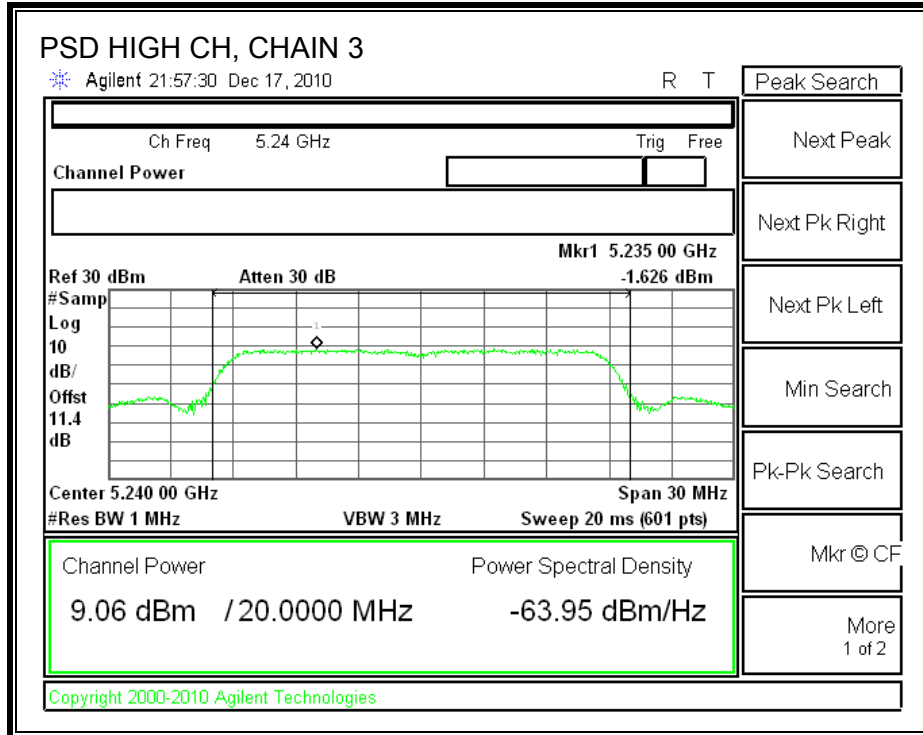 PSD HIGH CH, CHAIN 3
Agilent 21:57:30 Dec 17, 2010 R T
Peak Search
Ch Freq 5.24 GHz Trig Free
Channel Power
Next Peak
Next Pk Right
Mkr1 5.235 00 GHz
Ref 30 dBm Atten 30 dB -1.626 dBm
#Samp
Log
10
dB/
Offst
11.4
dB
1
Next Pk Left
Min Search
Pk-Pk Search
Center 5.240 00 GHz Span 30 MHz
#Res BW 1 MHz VBW 3 MHz Sweep 20 ms (601 pts)
Channel Power Power Spectral Density
9.06 dBm / 20.0000 MHz -63.95 dBm/Hz
Mkr © CF
More
1 of 2
Copyright 2000-2010 Agilent Technologies